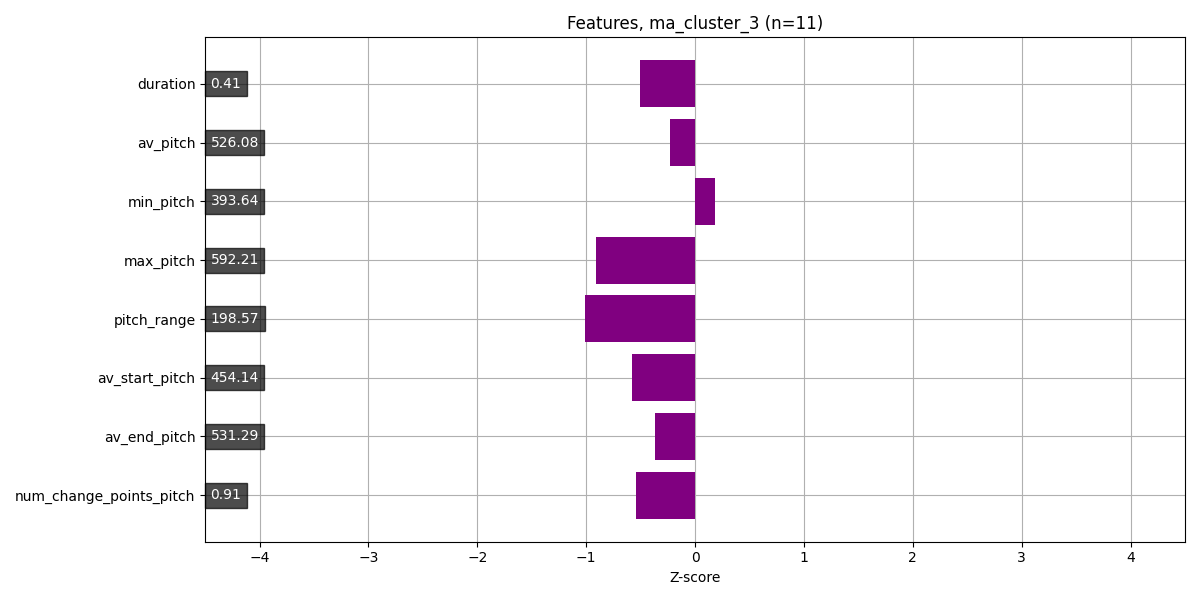 Features, ma_cluster_3 (n=11)
duration 0.41
av_pitch 526.08
min_pitch 393.64
max_pitch 592.21
pitch_range 198.57
av_start_pitch 454.14
av_end_pitch 531.29
num_change_points_pitch 0.91
−4 −3 −2 −1 0 1 2 3 4
Z-score